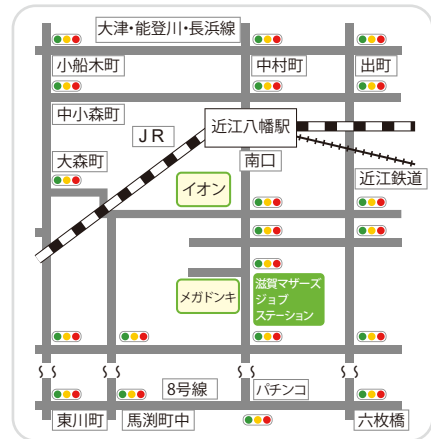 大津・能登川・長浜線
小船木町
中村町
出町
中小森町
近江八幡駅
JR
大森町
南口
近江鉄道
イオン
メガドンキ
滋賀マザーズ
ジョブ
ステーション
8号線
パチンコ
東川町
馬渕町中
六枚橋